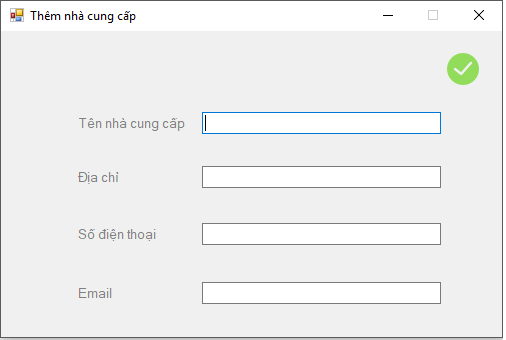 Thêm nhà cung cấp
Tên nhà cung cấp
Địa chỉ
Số điện thoại
Email